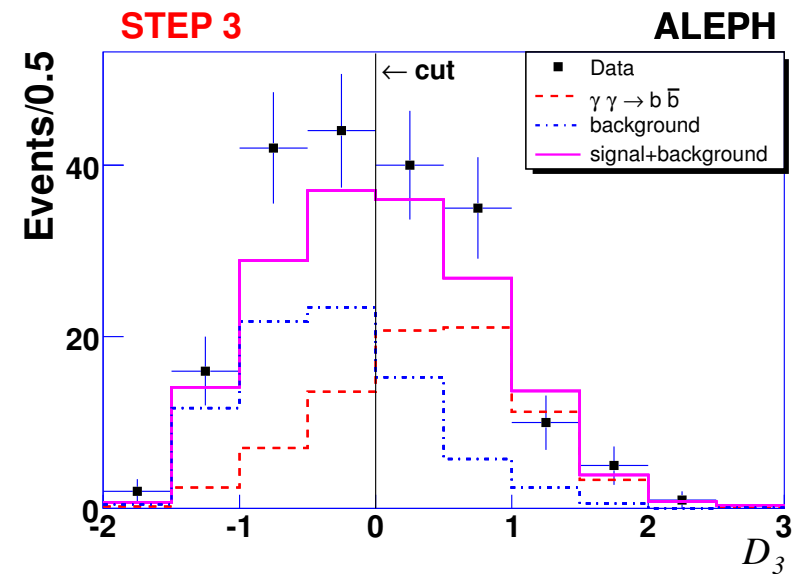 STEP 3 ALEPH
Events/0.5
← cut
Data
γ γ → b b̅
background
signal+background
40
20
0
-2 -1 0 1 2 3
D₃